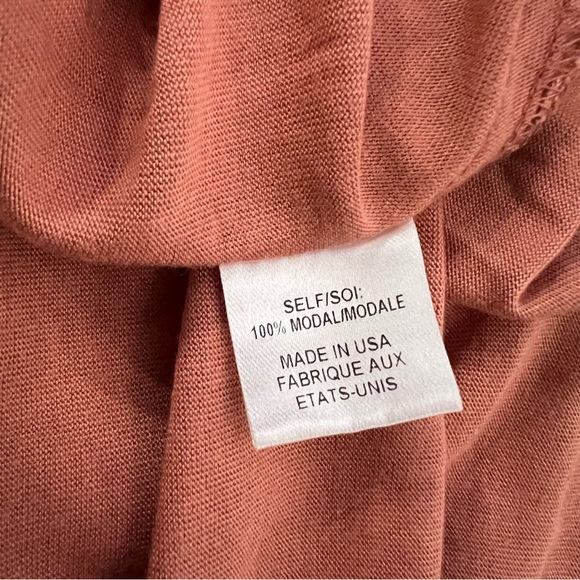 SELF/SOI:
100% MODAL/MODALE
MADE IN USA
FABRIQUE AUX
ETATS-UNIS